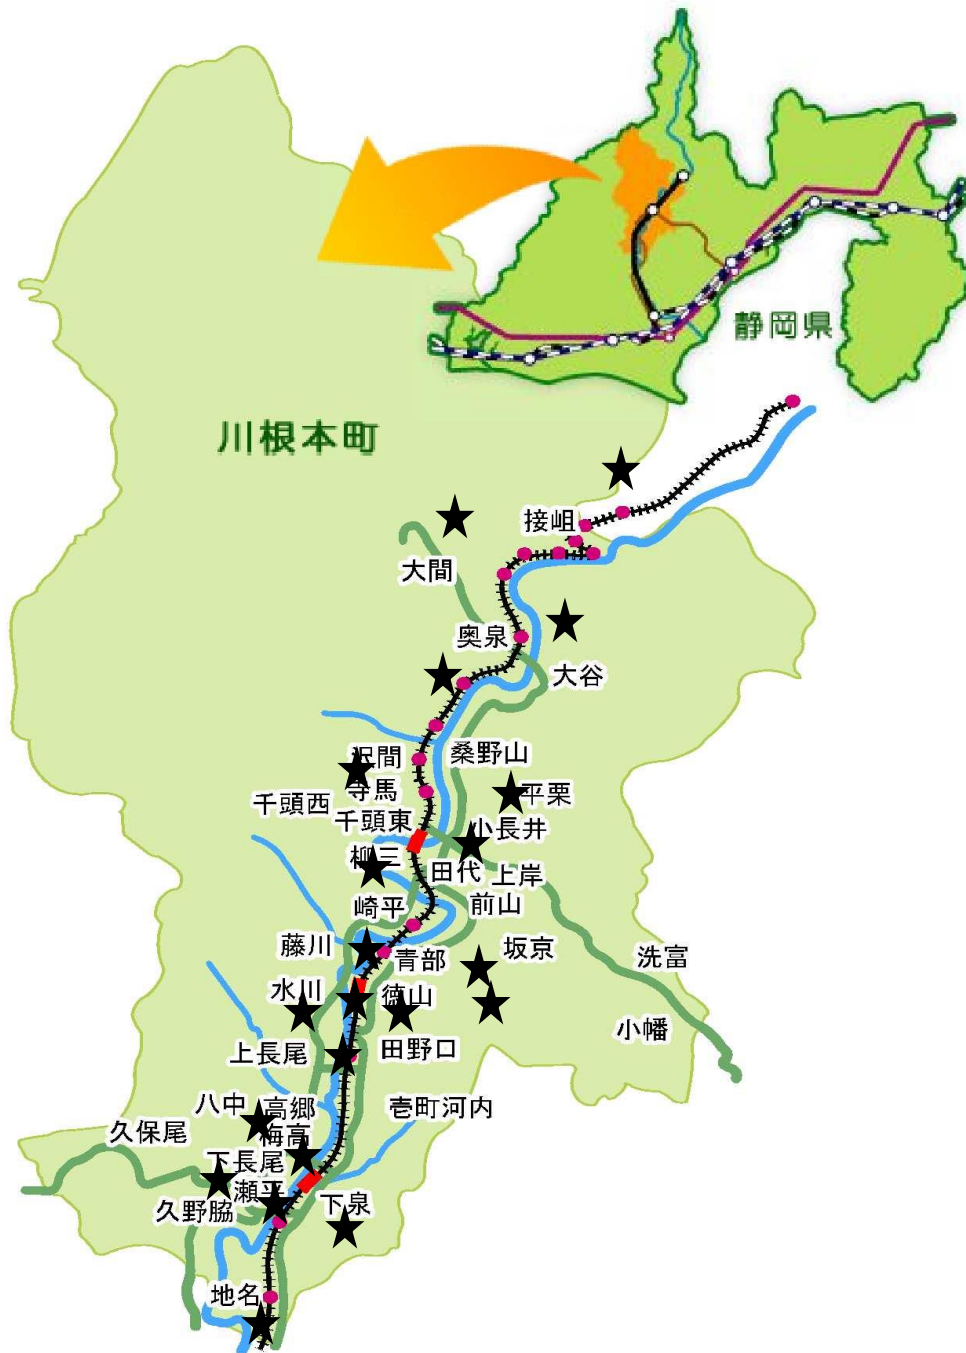 静岡県
川根本町
接岨
大間
奥泉
大谷
沢間
桑野山
寺馬
平栗
千頭西
千頭東
小長井
柳三
田代
上岸
崎平
前山
藤川
青部
坂京
洗富
水川
徳山
小幡
上長尾
田野口
八中
高郷
壱町河内
久保尾
梅高
下長尾
瀬平
久野脇
下泉
地名